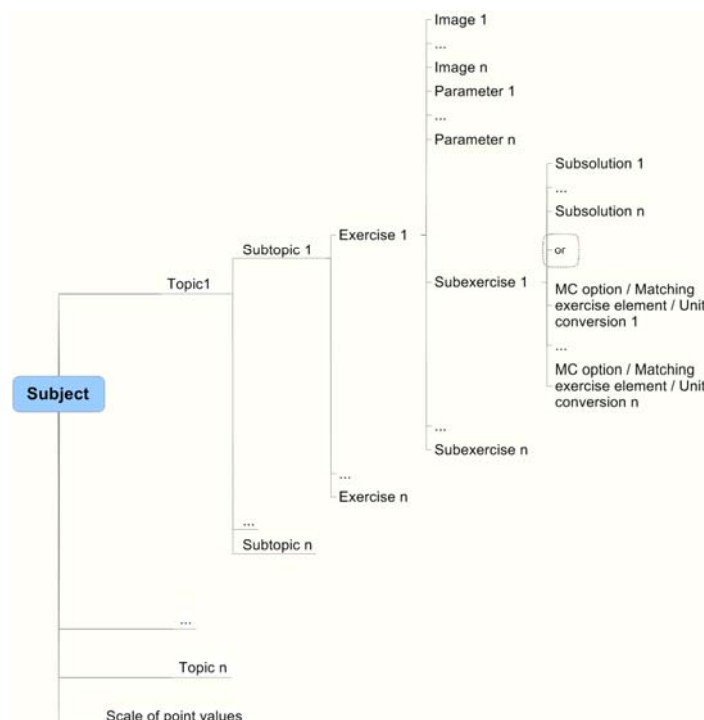 Image 1
...
Image n
Parameter 1
...
Parameter n
Subsolution 1
...
Subsolution n
Exercise 1
Subtopic 1
or
Topic1
Subexercise 1
MC option / Matching
exercise element / Unit
conversion 1
...
MC option / Matching
exercise element / Unit
conversion n
Subject
...
Subexercise n
...
Exercise n
...
Subtopic n
...
Topic n
Scale of point values